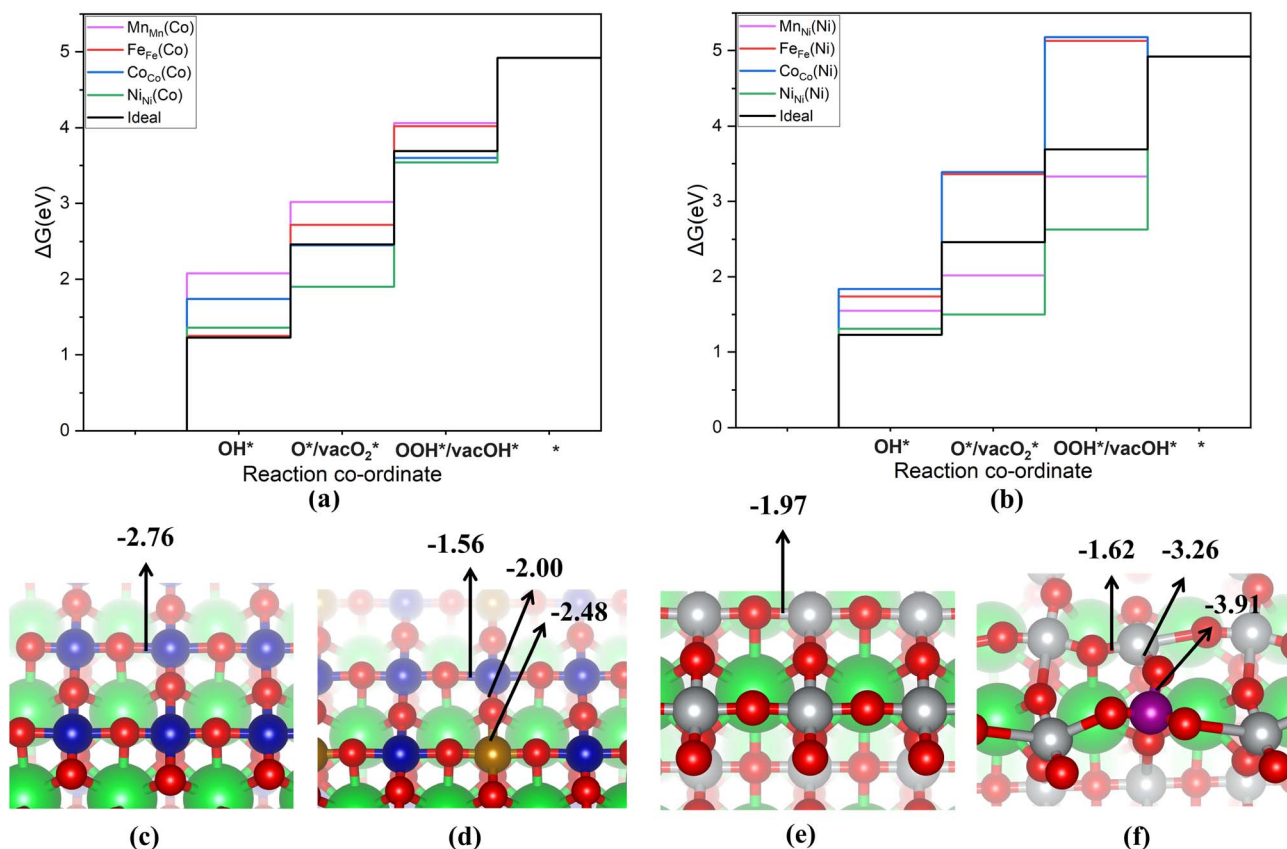 (a)
Mn_Mn(Co)
Fe_Fe(Co)
Co_Co(Co)
Ni_Ni(Co)
Ideal
ΔG(eV)
5
4
3
2
1
0
OH* O*/vacO₂* OOH*/vacOH* *
Reaction co-ordinate
(a)
Mn_Ni(Ni)
Fe_Fe(Ni)
Co_Co(Ni)
Ni_Ni(Ni)
Ideal
ΔG(eV)
5
4
3
2
1
0
OH* O*/vacO₂* OOH*/vacOH* *
Reaction co-ordinate
(b)
-2.76
(c)
-1.56
-2.00
-2.48
(d)
-1.97
(e)
-1.62
-3.26
-3.91
(f)